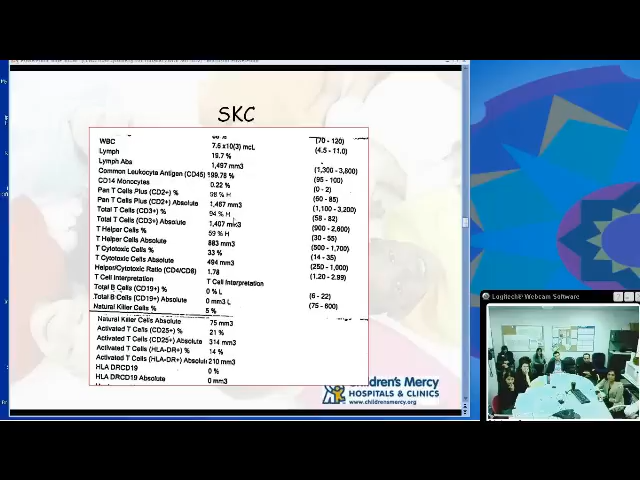 SKC
WBC 7.6 x10(3) mcL (70 - 120)
Lymph 19.7 % (4.5 - 11.0)
Lymph Abs 1,497 mm3
Common Leukocyte Antigen (CD45) 99.78 % (1,300 - 3,800)
CD14 Monocytes 0.22 % (95 - 100)
Pan T Cells Plus (CD2+) % 98 % H (0 - 2)
Pan T Cells Plus (CD2+) Absolute 1,467 mm3 (60 - 85)
Total T Cells (CD3+) % 94 % H (1,100 - 3,200)
Total T Cells (CD3+) Absolute 1,407 mm3 (58 - 82)
T Helper Cells % 59 % H (900 - 2,600)
T Helper Cells Absolute 883 mm3 (30 - 55)
T Cytotoxic Cells % 33 % (500 - 1,700)
T Cytotoxic Cells Absolute 494 mm3 (14 - 35)
Helper/Cytotoxic Ratio (CD4/CD8) 1.78 (250 - 1,000)
T Cell Interpretation T Cell Interpretation (1.20 - 2.99)
Total B Cells (CD19+) % 0 % L
Total B Cells (CD19+) Absolute 0 mm3 L (6 - 22)
Natural Killer Cells % 5 % (75 - 600)
Natural Killer Cells Absolute 75 mm3
Activated T Cells (CD25+) % 21 %
Activated T Cells (CD25+) Absolute 314 mm3
Activated T Cells (HLA-DR+) % 14 %
Activated T Cells (HLA-DR+) Absolut 210 mm3
HLA DRCD19 0 %
HLA DRCD19 Absolute 0 mm3
Children's Mercy
HOSPITALS & CLINICS
www.childrensmercy.org
Logitech® Webcam Software